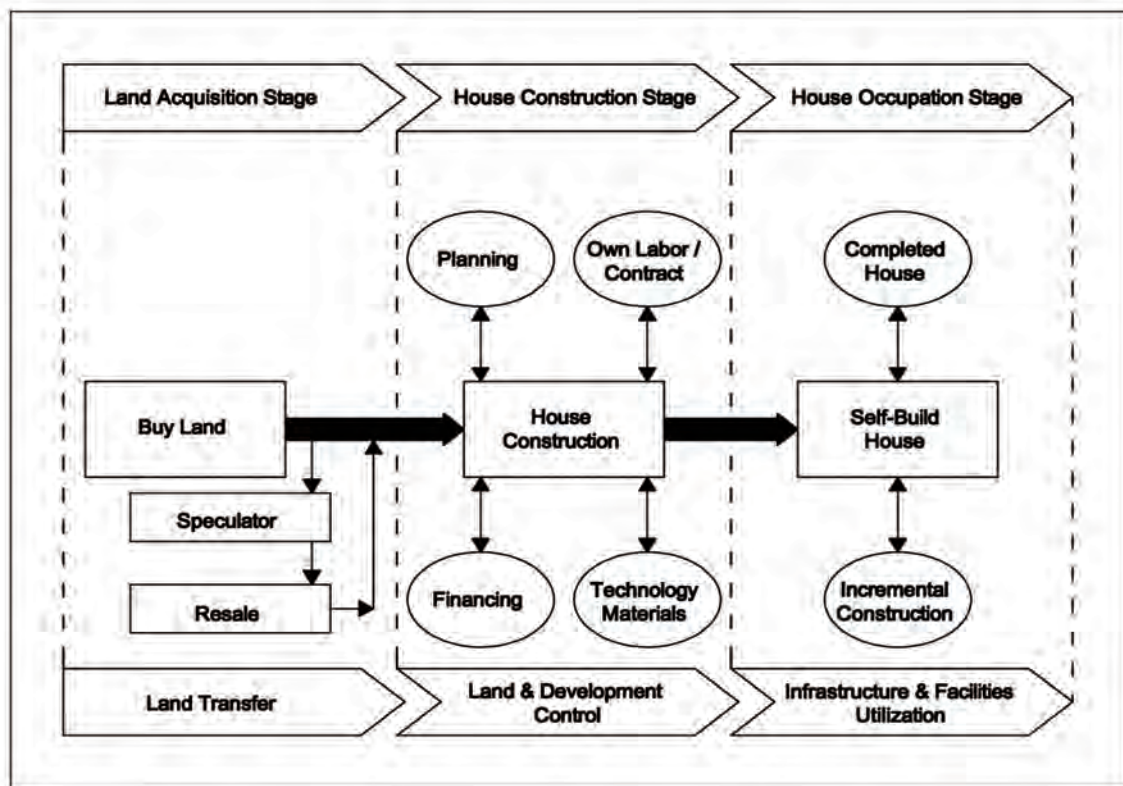 Land Acquisition Stage
House Construction Stage
House Occupation Stage
Planning
Own Labor /
Contract
Completed
House
Buy Land
House
Construction
Self-Build
House
Speculator
Resale
Financing
Technology
Materials
Incremental
Construction
Land Transfer
Land & Development
Control
Infrastructure & Facilities
Utilization